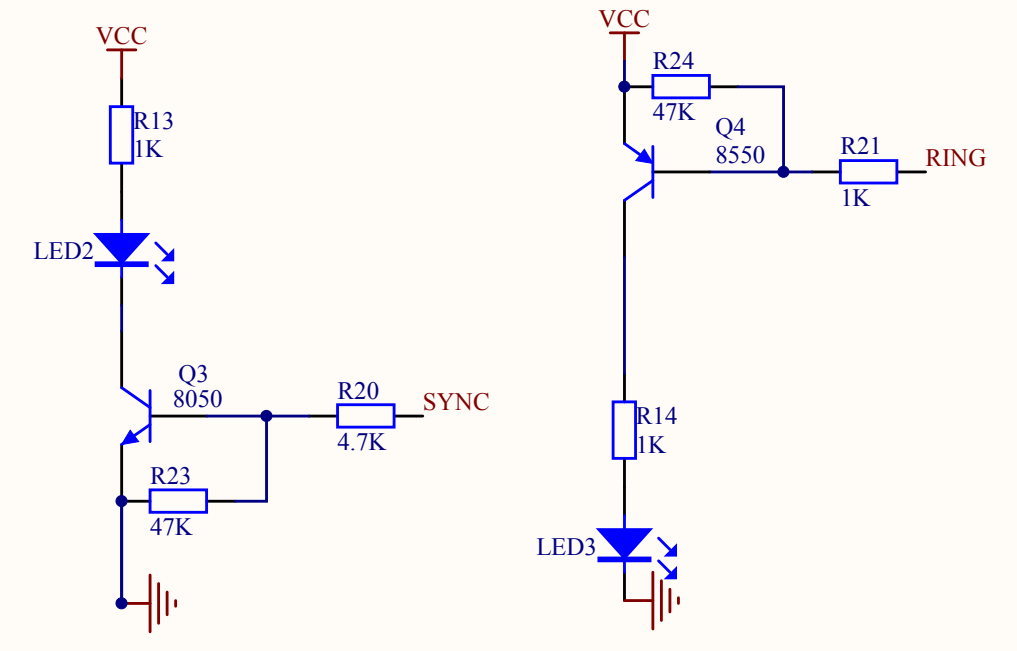 VCC
R13
1K
LED2
Q3
8050
R20
4.7K
SYNC
R23
47K
VCC
R24
47K
Q4
8550
R21
1K
RING
R14
1K
LED3